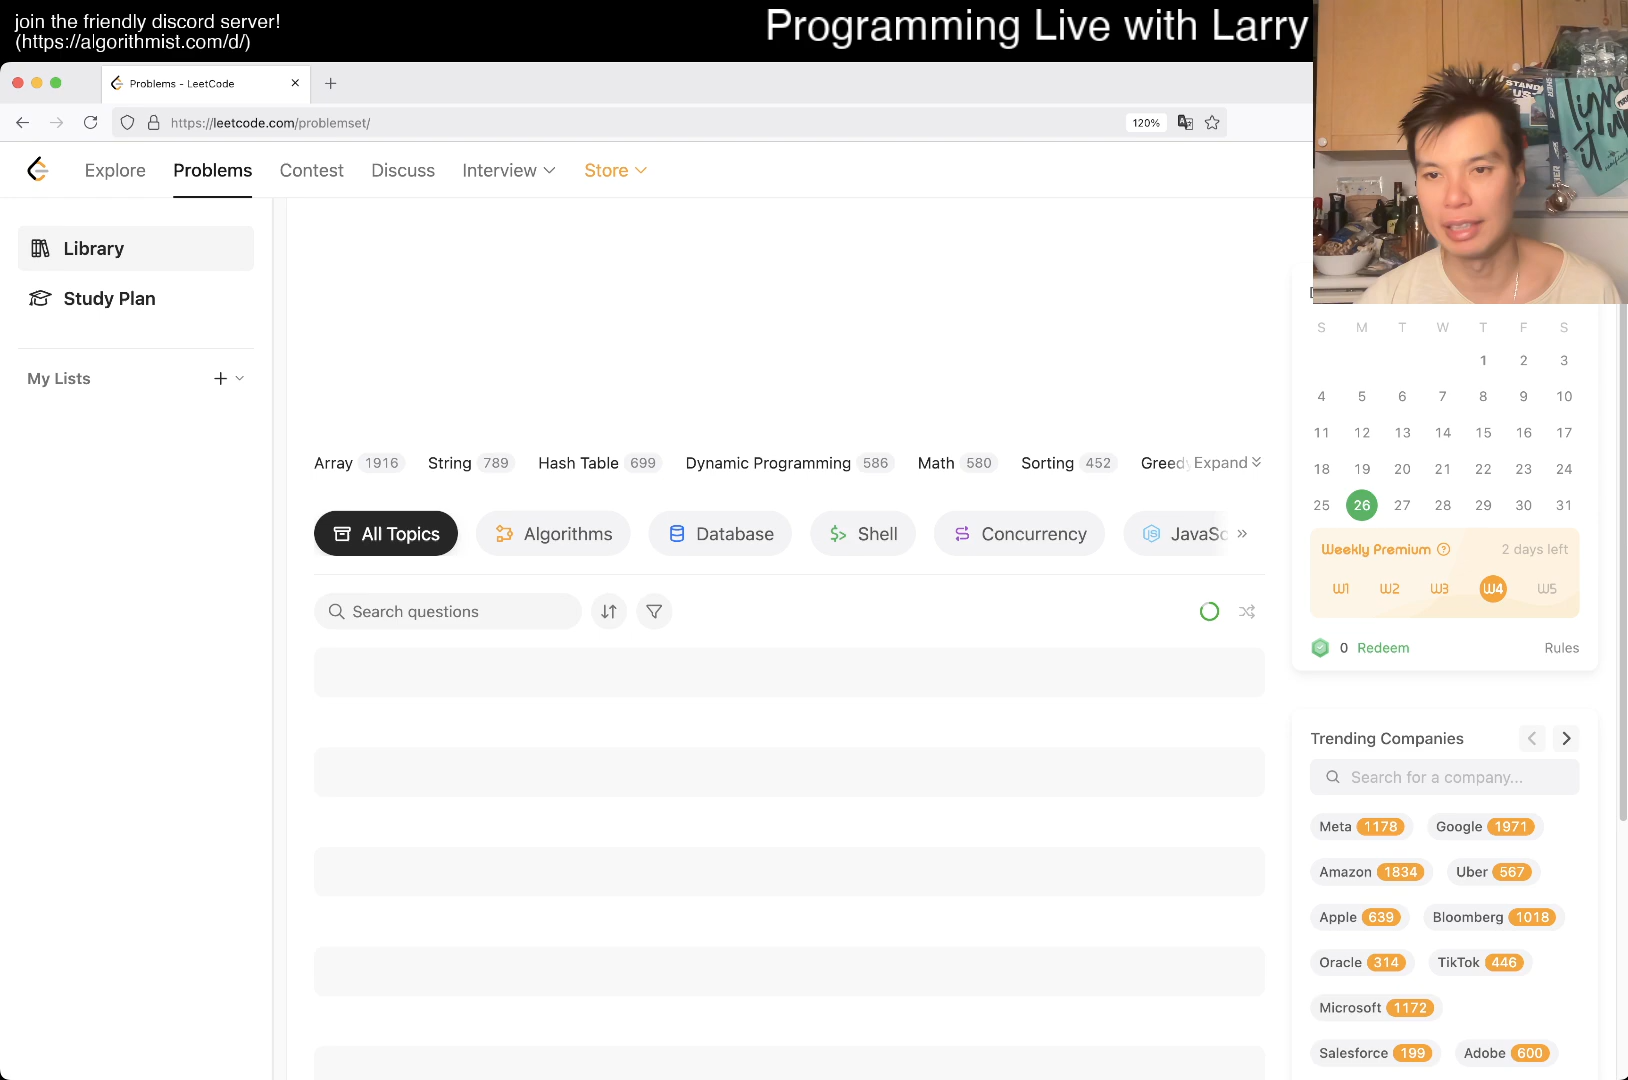 join the friendly discord server!
(https://algorithmist.com/d/)
Programming Live with Larry
Problems - LeetCode
https://leetcode.com/problemset/
120%
Explore
Problems
Contest
Discuss
Interview
Store
Library
Study Plan
My Lists
STAND
US
light
it
S M T W T F S
1 2 3
4 5 6 7 8 9 10
11 12 13 14 15 16 17
18 19 20 21 22 23 24
25 26 27 28 29 30 31
Array 1916
String 789
Hash Table 699
Dynamic Programming 586
Math 580
Sorting 452
Greed
Expand
All Topics
Algorithms
Database
Shell
Concurrency
JavaSc
Search questions
Weekly Premium
2 days left
W1 W2 W3 W4 W5
0 Redeem
Rules
Trending Companies
Search for a company...
Meta 1178
Google 1971
Amazon 1834
Uber 567
Apple 639
Bloomberg 1018
Oracle 314
TikTok 446
Microsoft 1172
Salesforce 199
Adobe 600